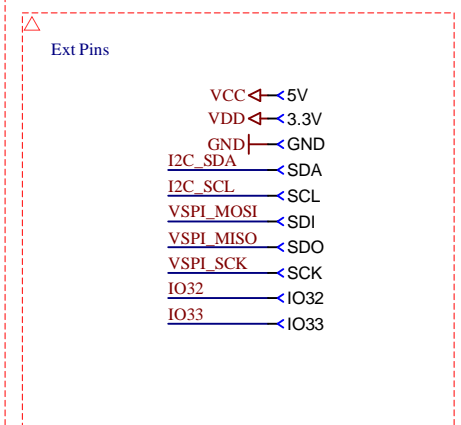 Ext Pins
VCC 5V
VDD 3.3V
GND GND
I2C_SDA SDA
I2C_SCL SCL
VSPI_MOSI SDI
VSPI_MISO SDO
VSPI_SCK SCK
IO32 IO32
IO33 IO33